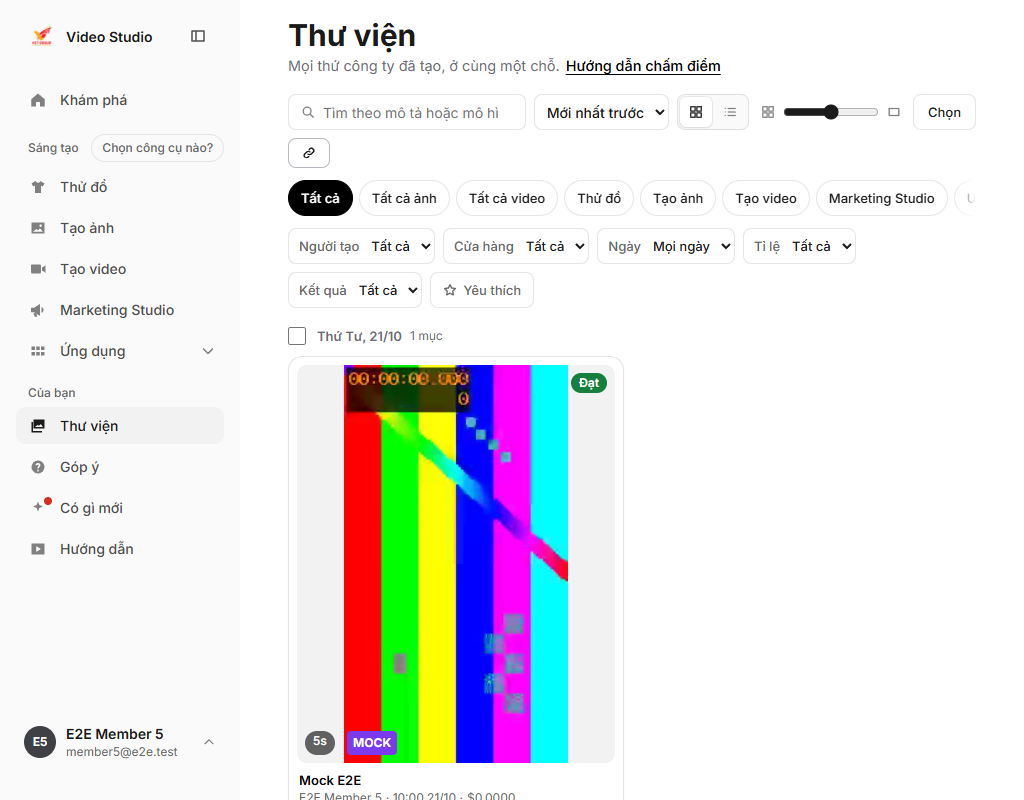 Video Studio
Khám phá
Sáng tạo
Chọn công cụ nào?
Thử đồ
Tạo ảnh
Tạo video
Marketing Studio
Ứng dụng
Của bạn
Thư viện
Góp ý
Có gì mới
Hướng dẫn
E5
E2E Member 5
member5@e2e.test
Thư viện
Mọi thứ công ty đã tạo, ở cùng một chỗ. Hướng dẫn chấm điểm
Tìm theo mô tả hoặc mô hì
Mới nhất trước
Chọn
Tất cả
Tất cả ảnh
Tất cả video
Thử đồ
Tạo ảnh
Tạo video
Marketing Studio
Người tạo Tất cả
Cửa hàng Tất cả
Ngày Mọi ngày
Tỉ lệ Tất cả
Kết quả Tất cả
Yêu thích
Thứ Tư, 21/10 1 mục
00:00:00.000
0
Đạt
5s
MOCK
Mock E2E
E2E Member 5 · 10:00 21/10 · $0.0000